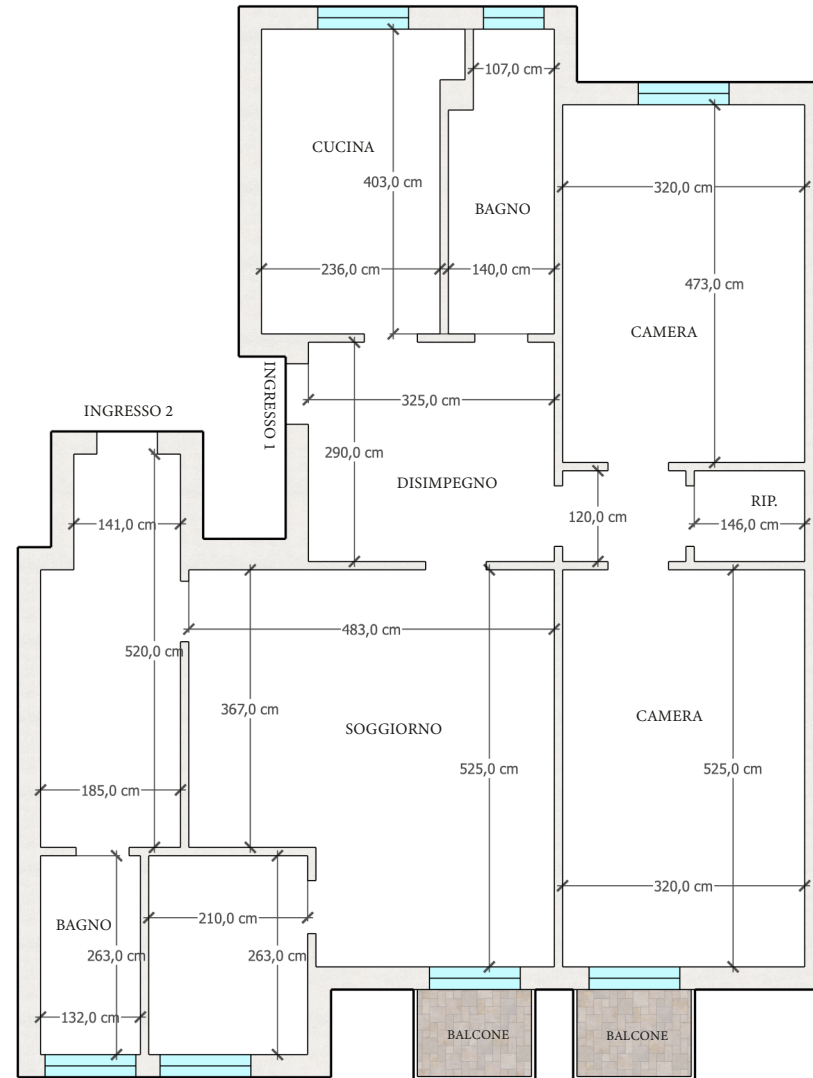 107,0 cm
CUCINA
403,0 cm
320,0 cm
BAGNO
236,0 cm
140,0 cm
473,0 cm
CAMERA
INGRESSO 1
325,0 cm
INGRESSO 2
290,0 cm
DISIMPEGNO
RIP.
120,0 cm
141,0 cm
146,0 cm
483,0 cm
520,0 cm
367,0 cm
CAMERA
SOGGIORNO
525,0 cm
525,0 cm
185,0 cm
320,0 cm
BAGNO
210,0 cm
263,0 cm
263,0 cm
132,0 cm
BALCONE
BALCONE